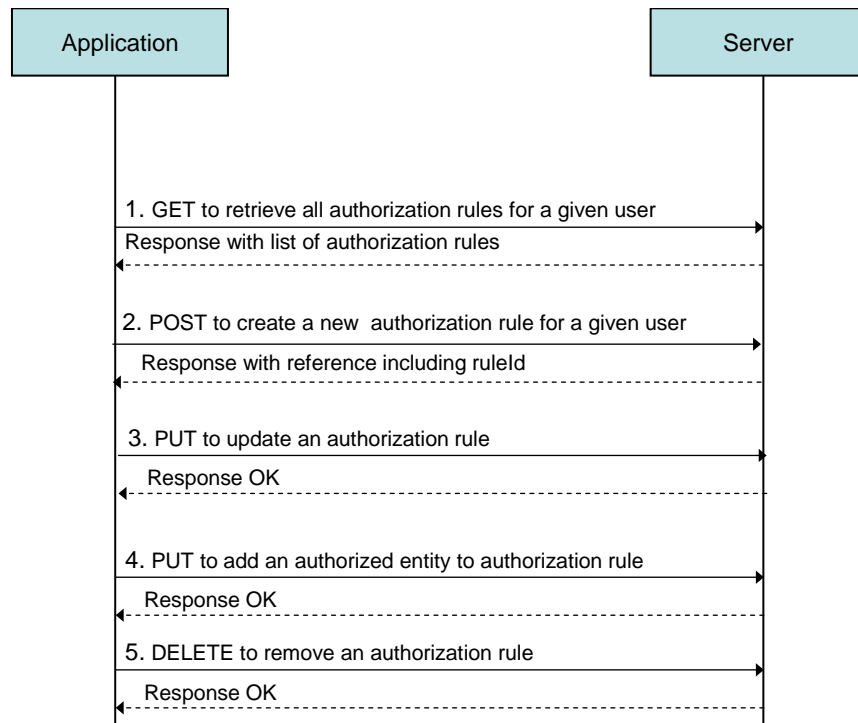 Application
Server
1. GET to retrieve all authorization rules for a given user
Response with list of authorization rules
2. POST to create a new  authorization rule for a given user
Response with reference including ruleId
3. PUT to update an authorization rule
Response OK
4. PUT to add an authorized entity to authorization rule
Response OK
5. DELETE to remove an authorization rule
Response OK